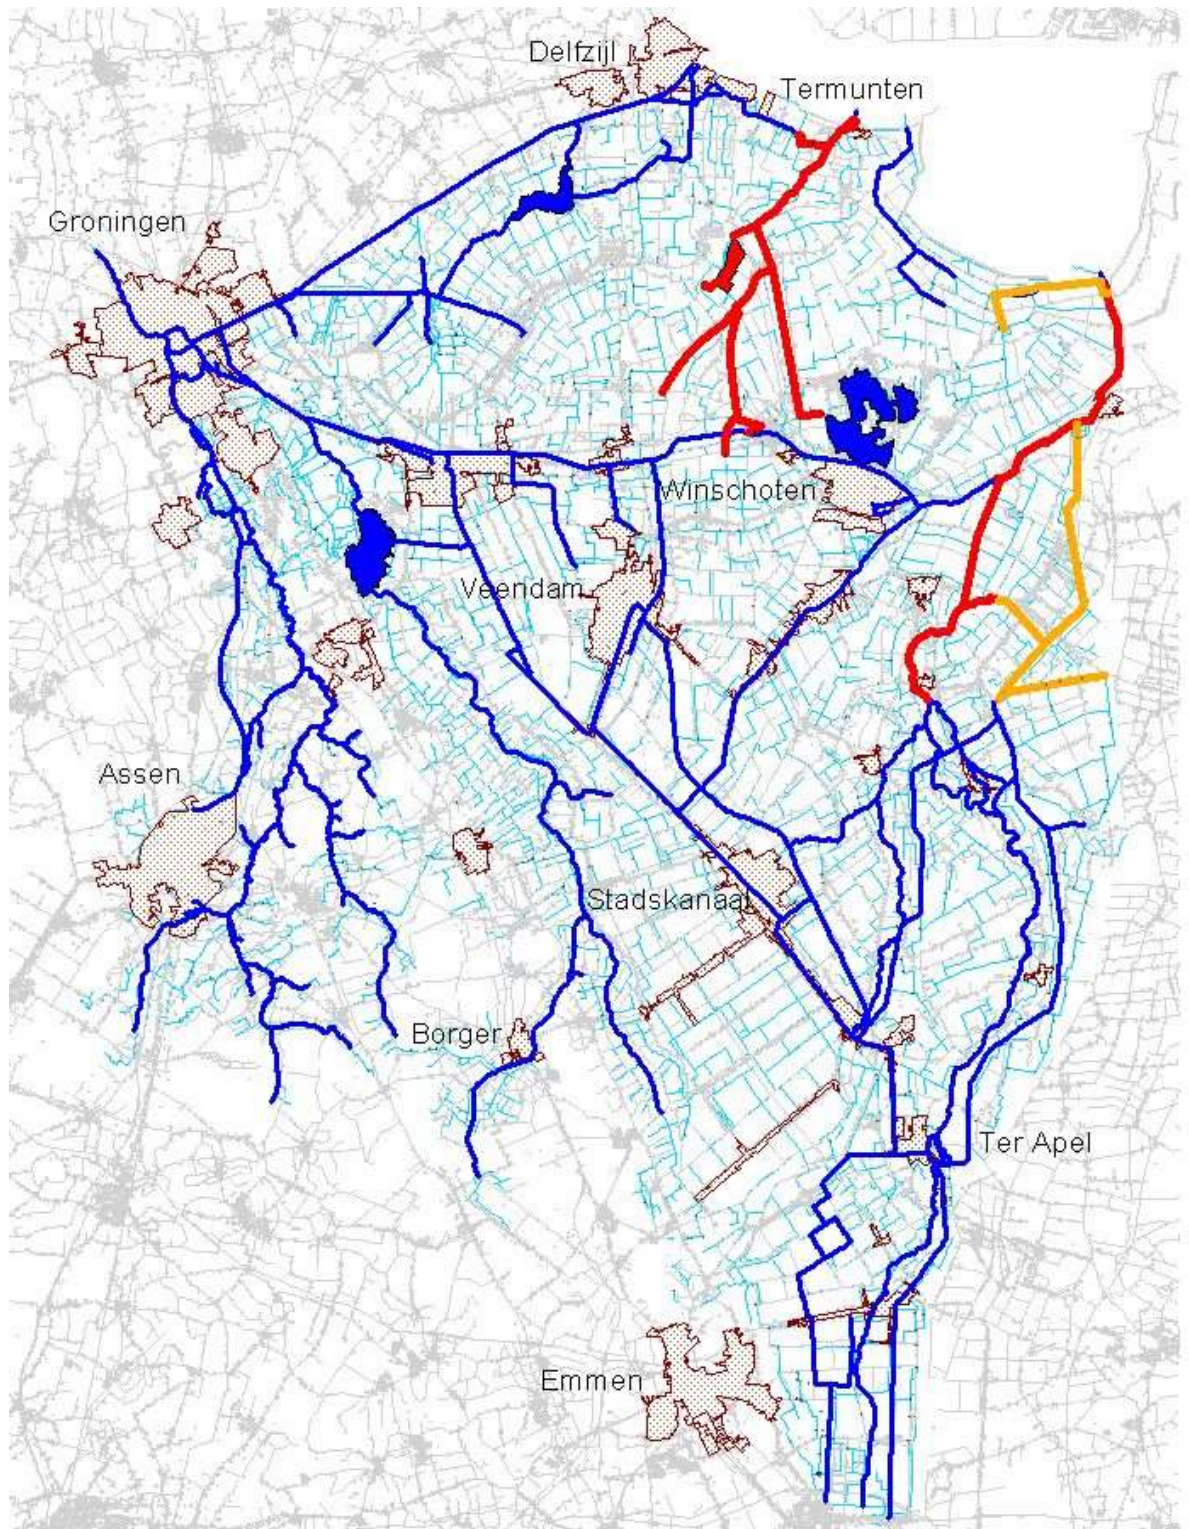 Delfzijl
Termunten
Groningen
Winschoten
Veendam
Assen
Stadskanaal
Borger
Ter Apel
Emmen